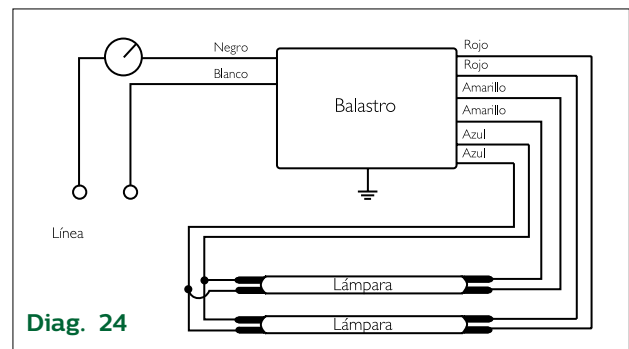 Negro
Blanco
Balastro
Rojo
Rojo
Amarillo
Amarillo
Azul
Azul
Línea
Lámpara
Lámpara
Diag. 24